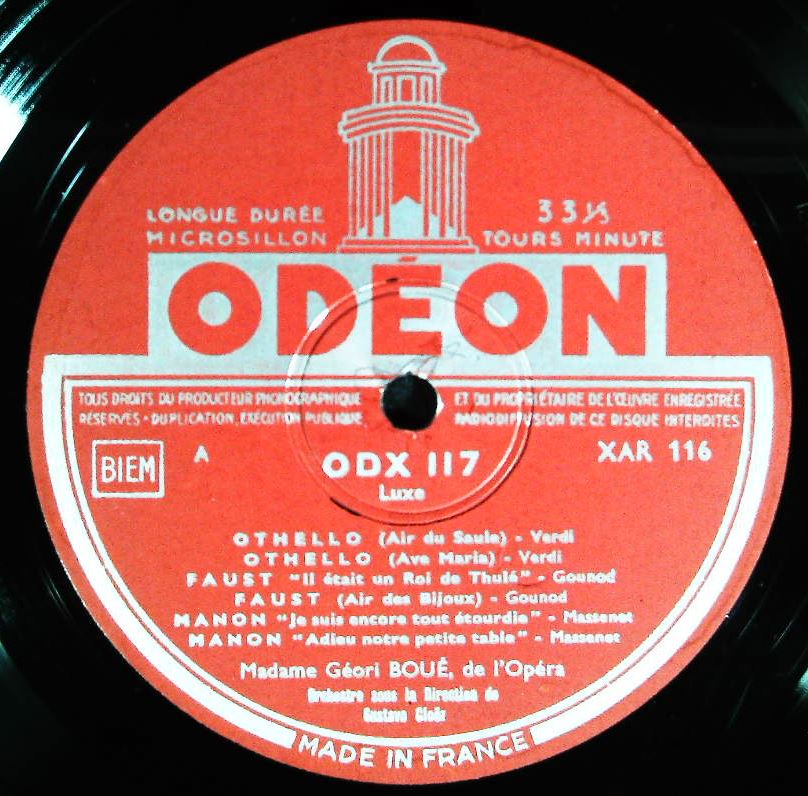 LONGUE DURÉE 33⅓
MICROSILLON TOURS MINUTE
ODÉON
TOUS DROITS DU PRODUCTEUR PHONOGRAPHIQUE ET DU PROPRIÉTAIRE DE L'ŒUVRE ENREGISTRÉE
RÉSERVÉS · DUPLICATION, EXÉCUTION PUBLIQUE, RADIODIFFUSION DE CE DISQUE INTERDITES
BIEM A XAR 116
ODX 117
Luxe
OTHELLO (Air du Saule) - Verdi
OTHELLO (Ave Maria) - Verdi
FAUST "Il était un Roi de Thulé" - Gounod
FAUST (Air des Bijoux) - Gounod
MANON "Je suis encore tout étourdie" - Massenet
MANON "Adieu notre petite table" - Massenet
Madame Géori BOUÉ, de l'Opéra
Orchestre sous la Direction de
Gustave Cloëz
MADE IN FRANCE